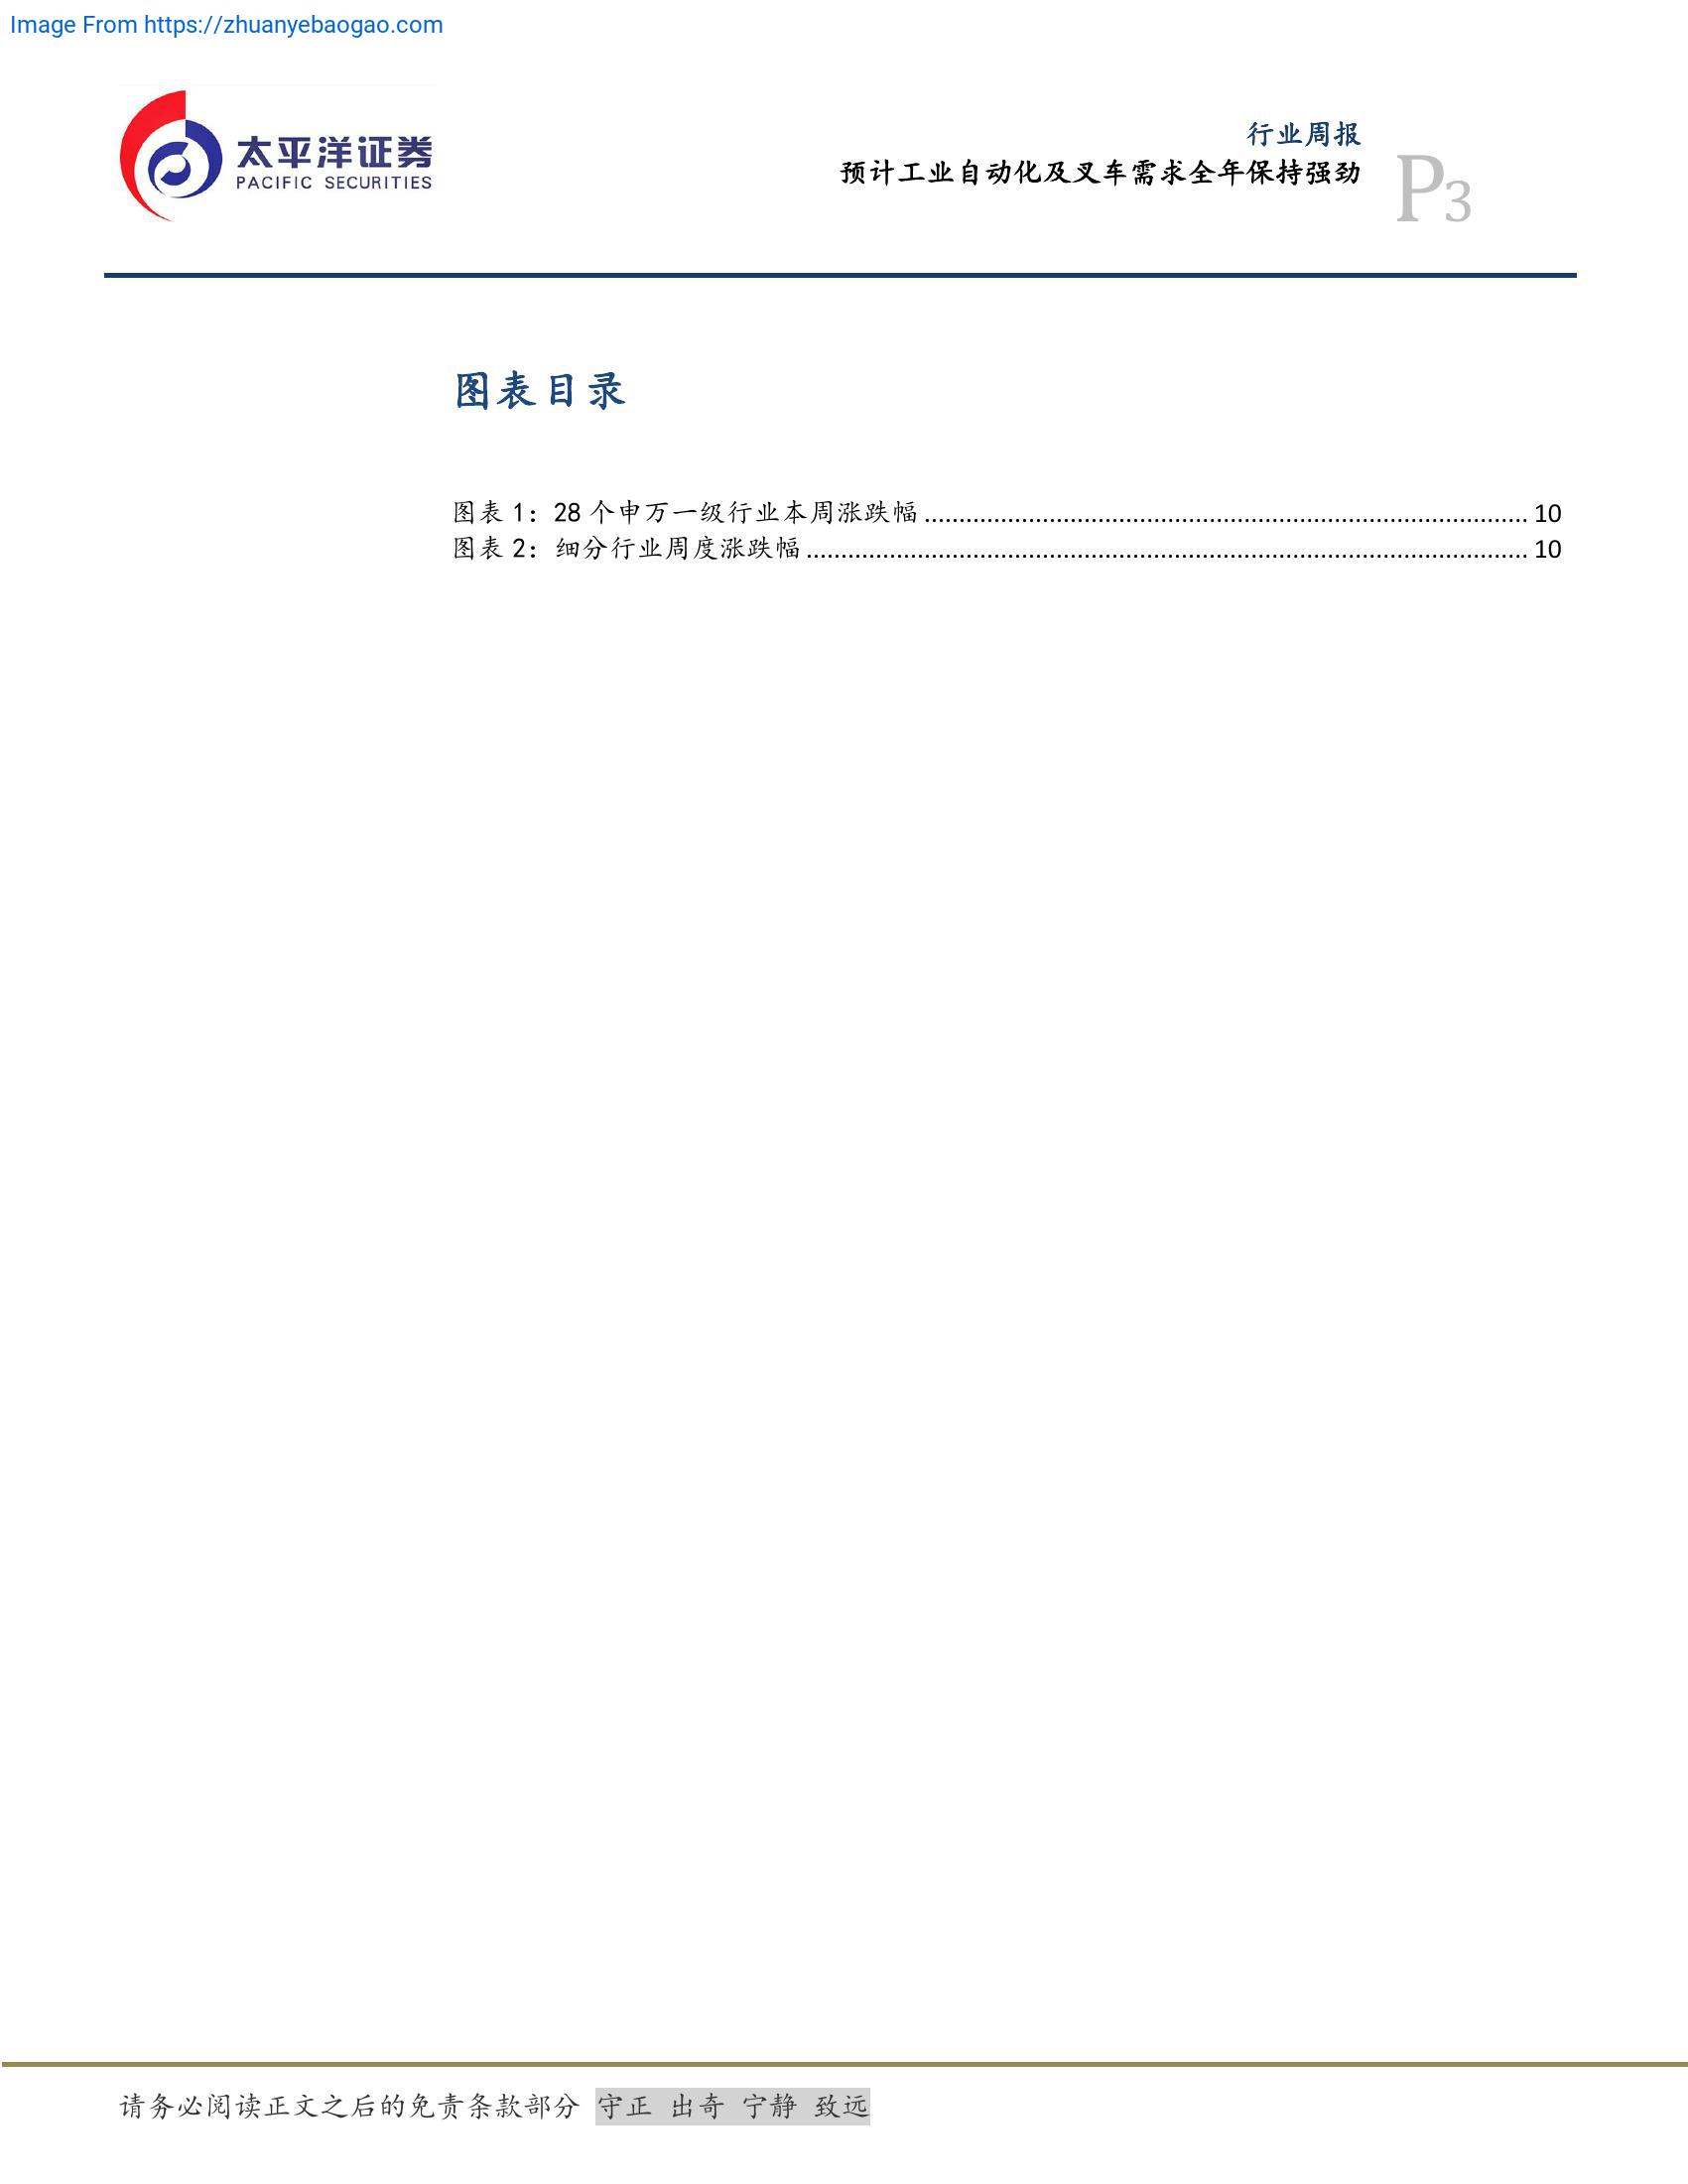 Image From https://zhuanyebaogao.com
太平洋证券
PACIFIC SECURITIES
行业周报
预计工业自动化及叉车需求全年保持强劲
P3
图表目录
图表 1：28 个申万一级行业本周涨跌幅 ........................................................................................ 10
图表 2：细分行业周度涨跌幅 ......................................................................................................... 10
请务必阅读正文之后的免责条款部分 守正 出奇 宁静 致远